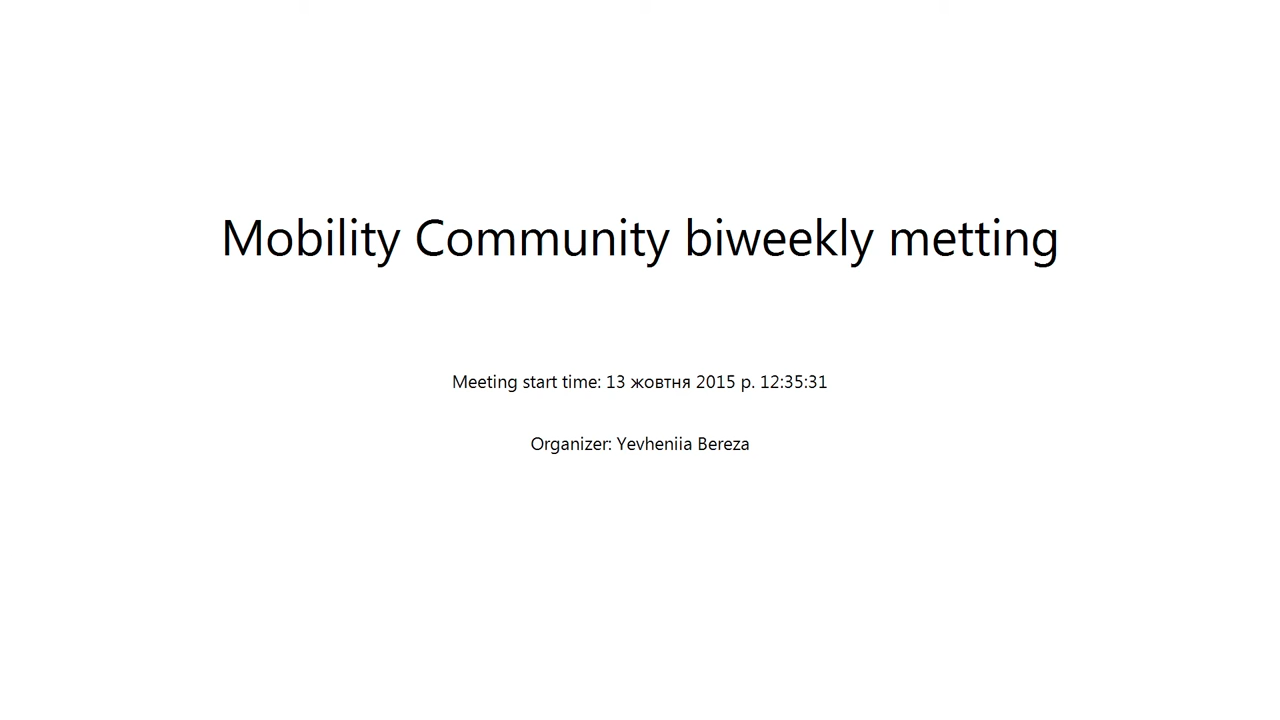 Mobility Community biweekly metting
Meeting start time: 13 жовтня 2015 р. 12:35:31
Organizer: Yevheniia Bereza